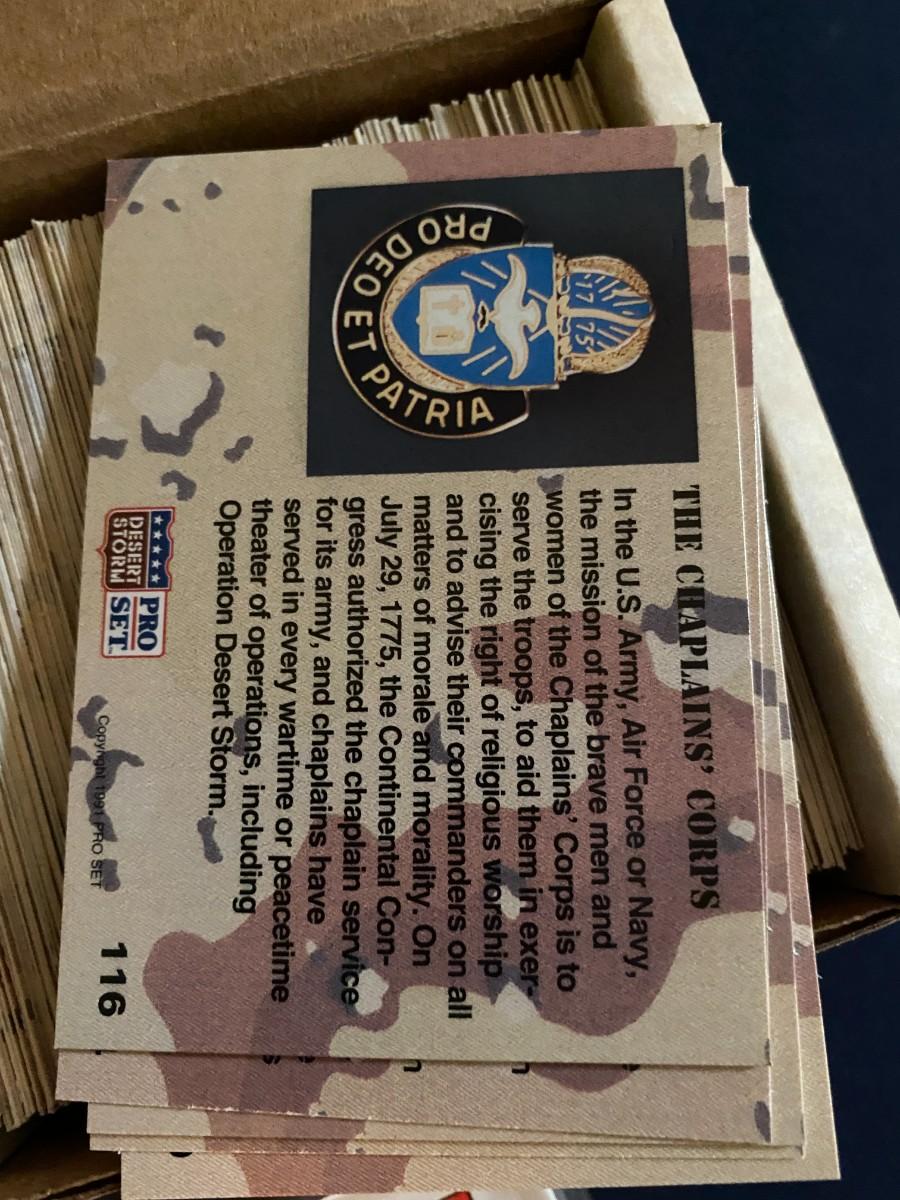 THE CHAPLAINS' CORPS
In the U.S. Army, Air Force or Navy,
the mission of the brave men and
women of the Chaplains' Corps is to
serve the troops, to aid them in exer-
cising the right of religious worship
and to advise their commanders on all
matters of morale and morality. On
July 29, 1775, the Continental Con-
gress authorized the chaplain service
for its army, and chaplains have
served in every wartime or peacetime
theater of operations, including
Operation Desert Storm.
1775
PRO DEO ET PATRIA
DESERT
STORM
PRO
SET
Copyright 1991 PRO SET
116